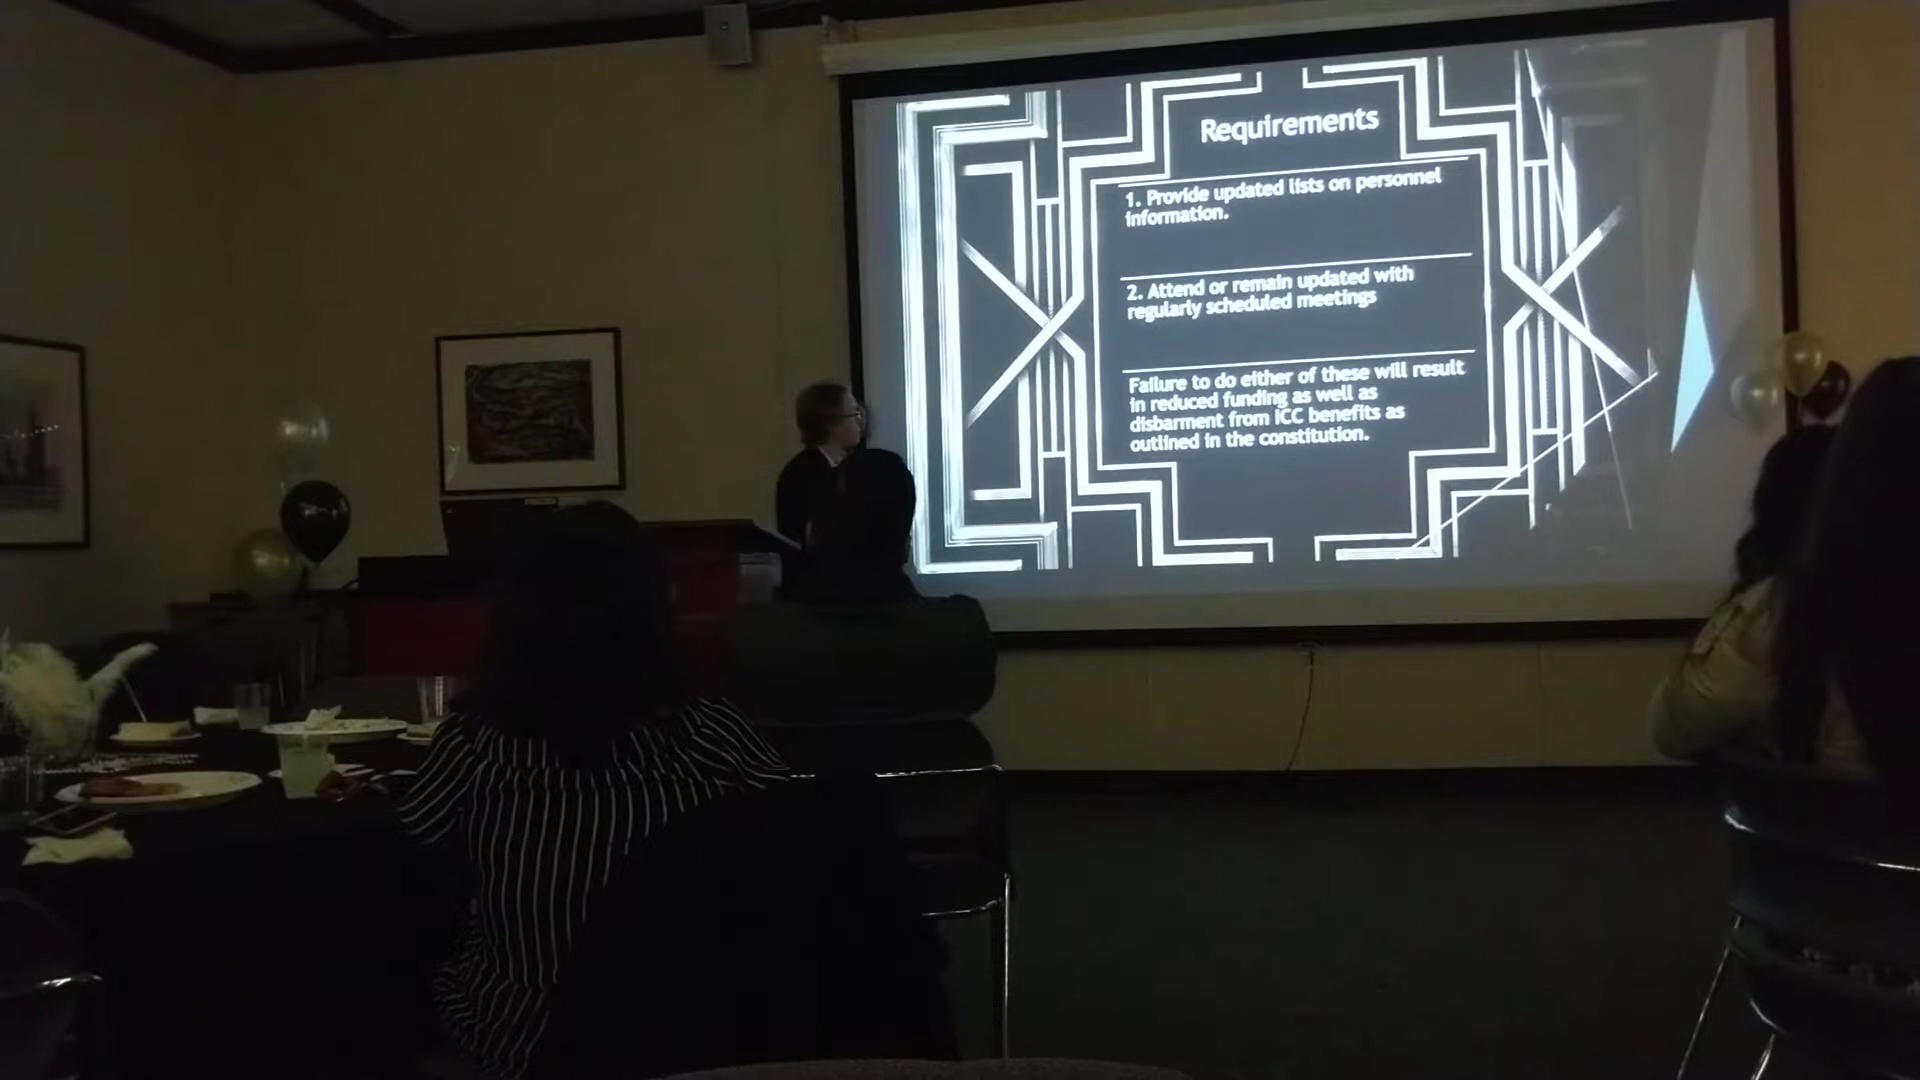 Requirements
1. Provide updated lists on personnel
information.
2. Attend or remain updated with
regularly scheduled meetings
Failure to do either of these will result
in reduced funding as well as
disbarment from ICC benefits as
outlined in the constitution.